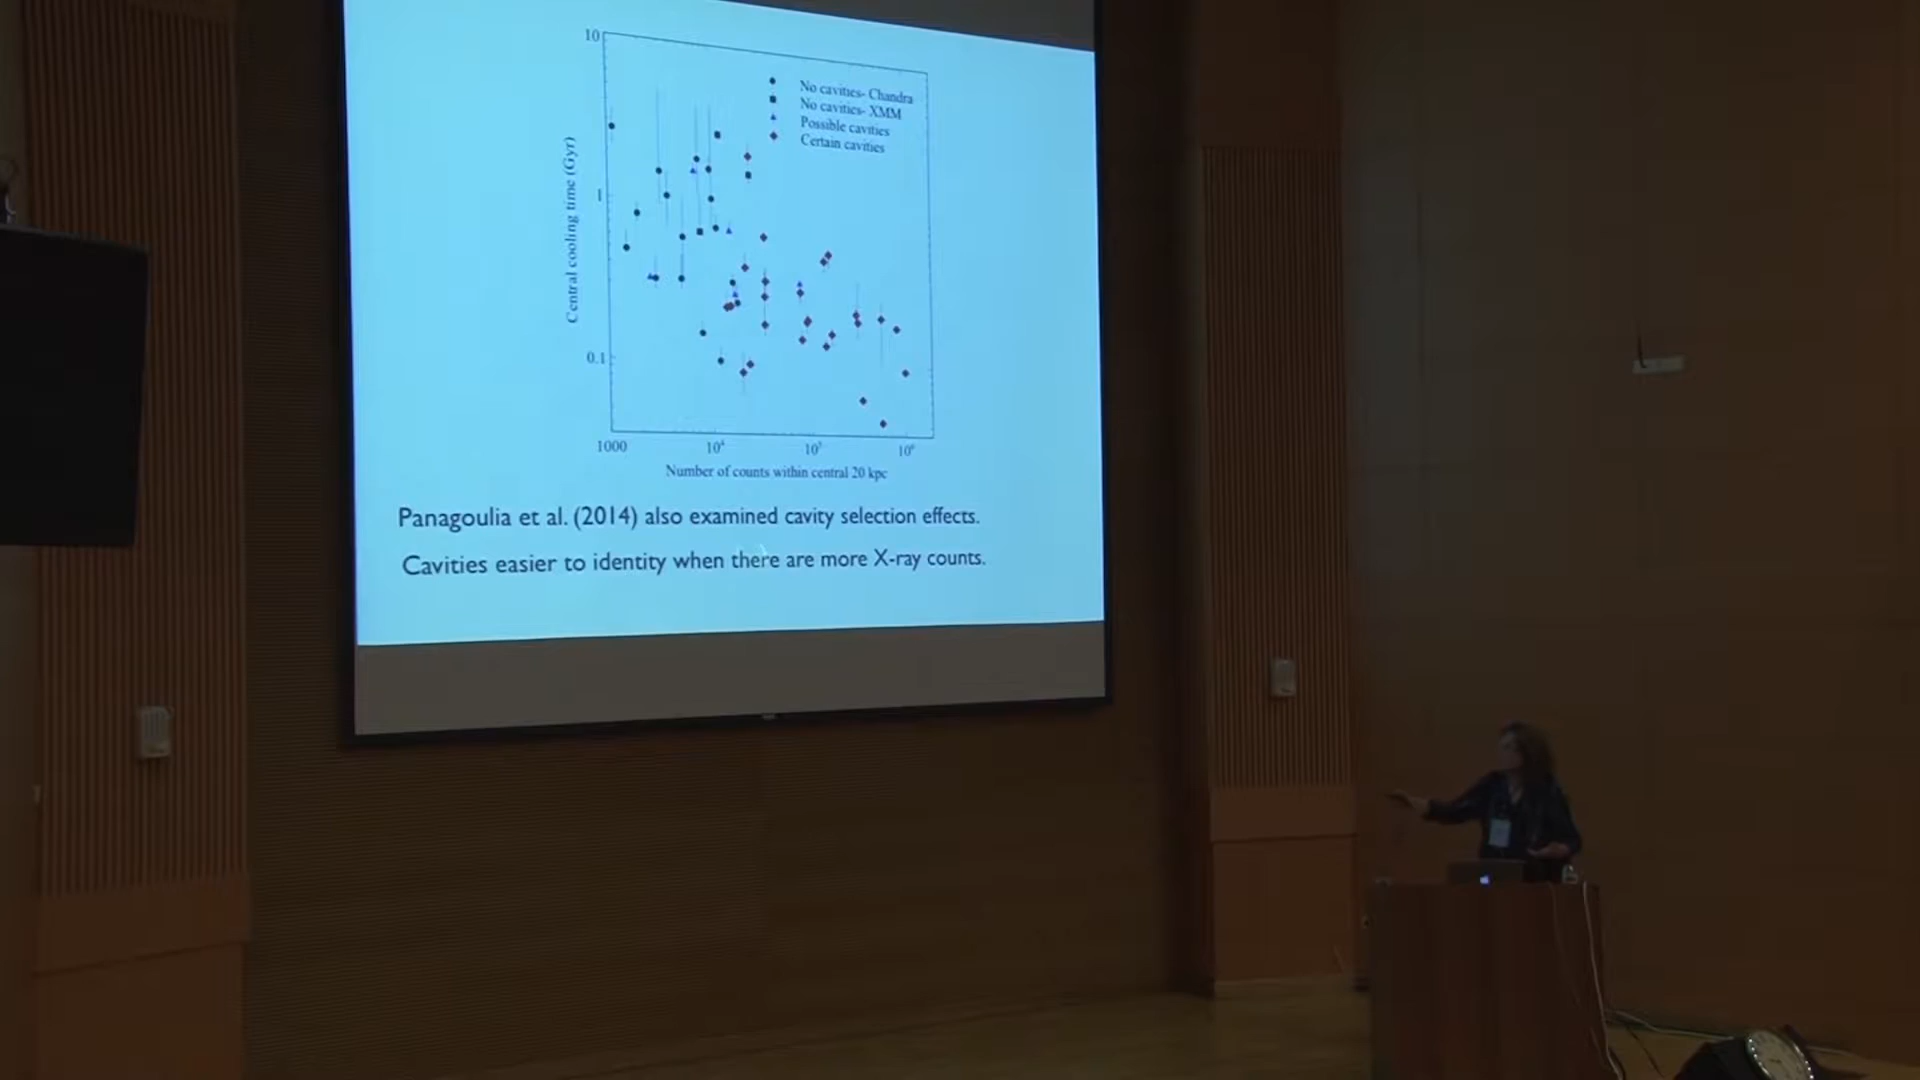 10
No cavities- Chandra
No cavities- XMM
Possible cavities
Certain cavities
Central cooling time (Gyr)
1
0.1
1000
10⁴
10⁵
10⁶
Number of counts within central 20 kpc
Panagoulia et al. (2014) also examined cavity selection effects.
Cavities easier to identity when there are more X-ray counts.